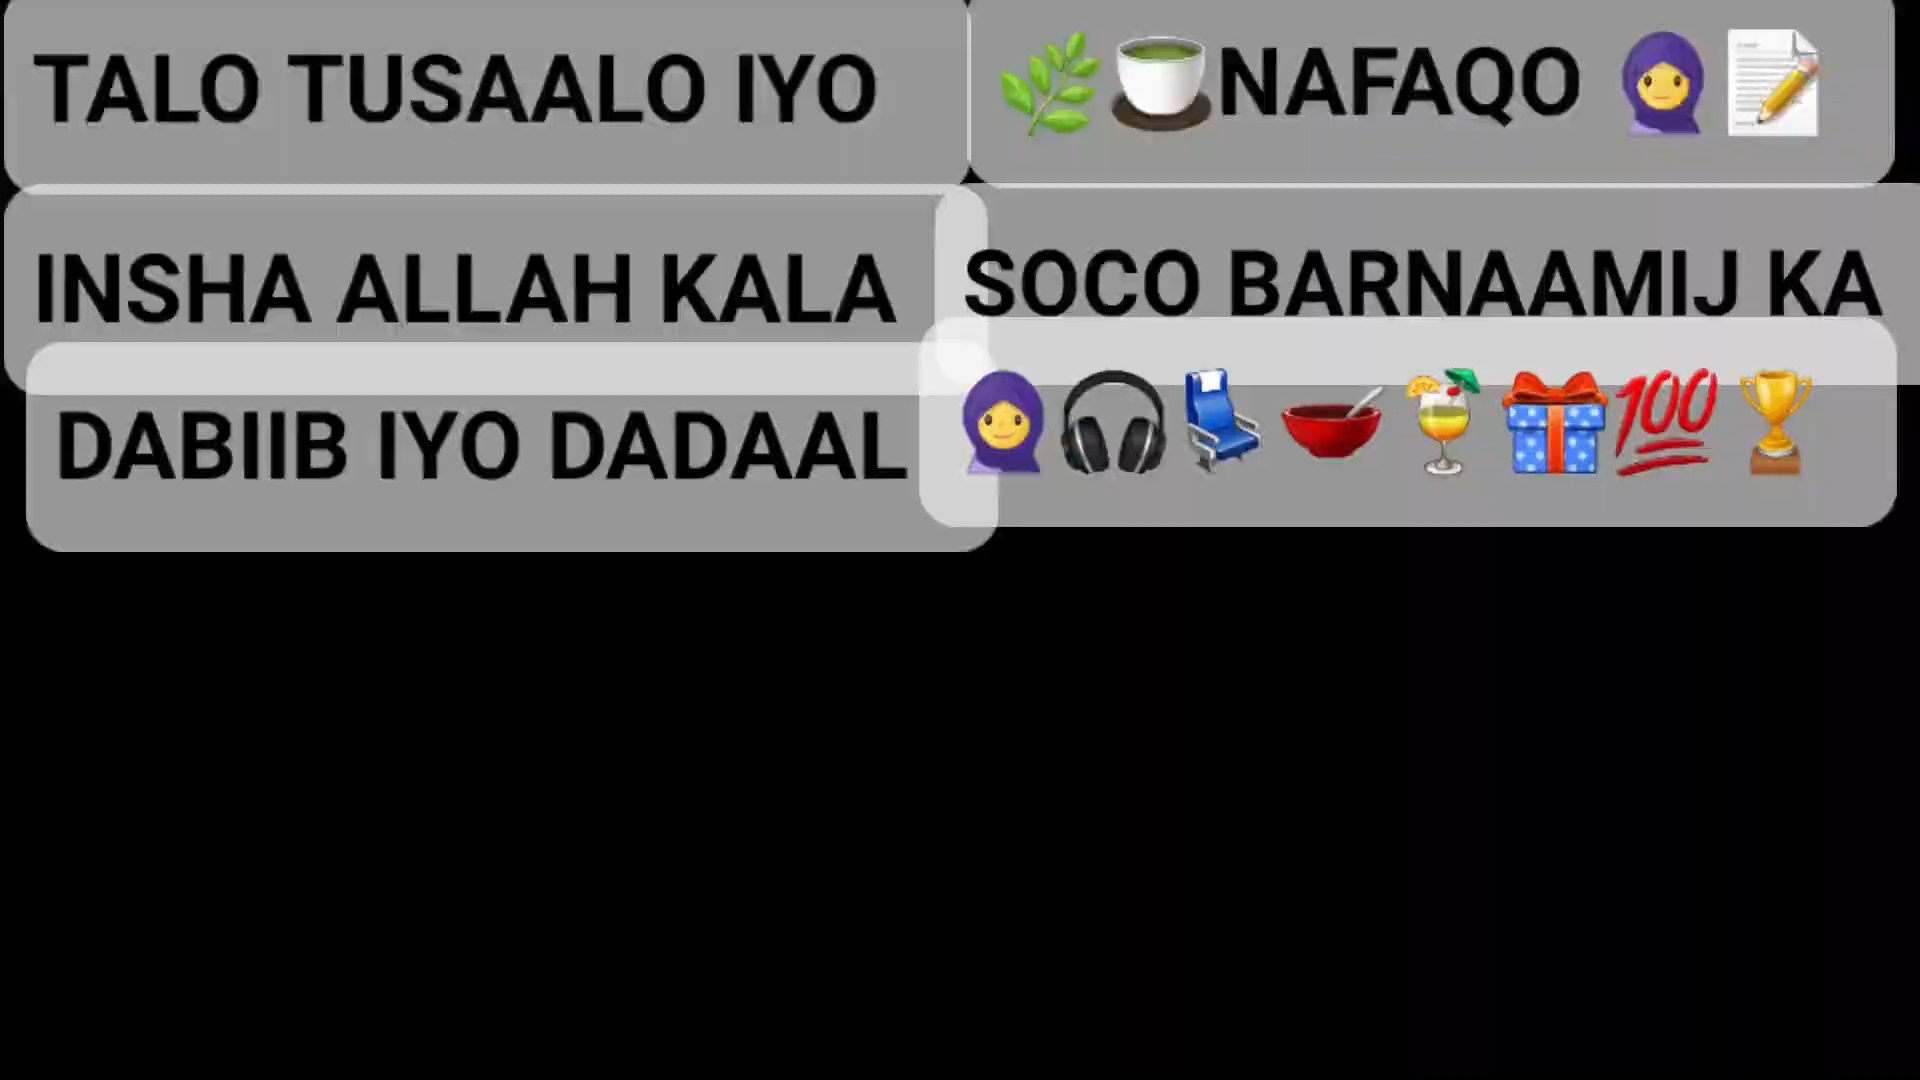 TALO TUSAALO IYO 🌿🍵NAFAQO 🧕📝
INSHA ALLAH KALA SOCO BARNAAMIJ KA
DABIIB IYO DADAAL 🧕🎧💺🥣🍹🎁💯🏆